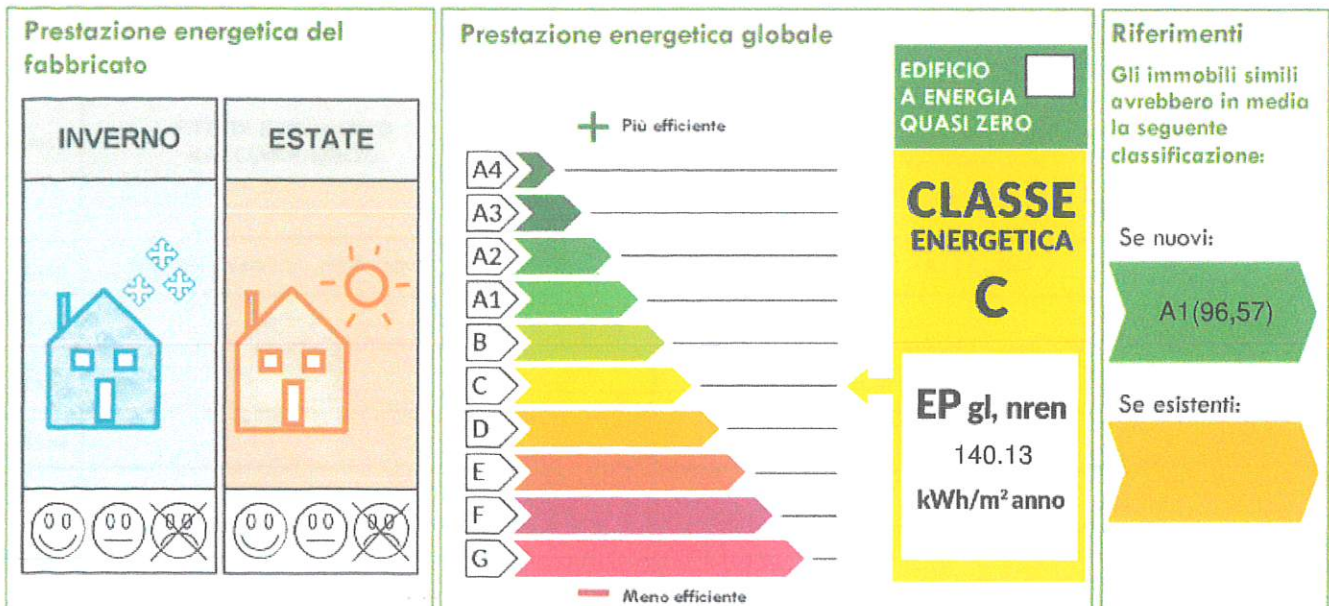 Prestazione energetica del
fabbricato
INVERNO
ESTATE
Prestazione energetica globale
Più efficiente
A4
A3
A2
A1
B
C
D
E
F
G
Meno efficiente
EDIFICIO
A ENERGIA
QUASI ZERO
CLASSE
ENERGETICA
C
EP gl, nren
140.13
kWh/m² anno
Riferimenti
Gli immobili simili
avrebbero in media
la seguente
classificazione:
Se nuovi:
A1(96,57)
Se esistenti: